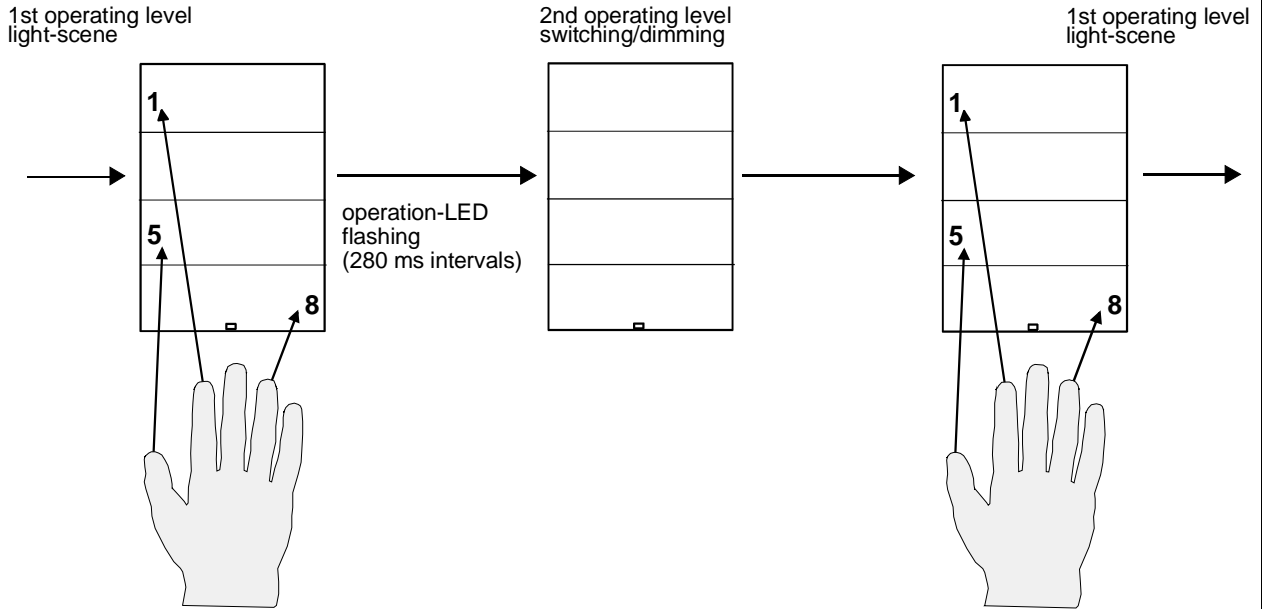 1st operating level
light-scene
2nd operating level
switching/dimming
1st operating level
light-scene
1
5
8
operation-LED
flashing
(280 ms intervals)
1
5
8